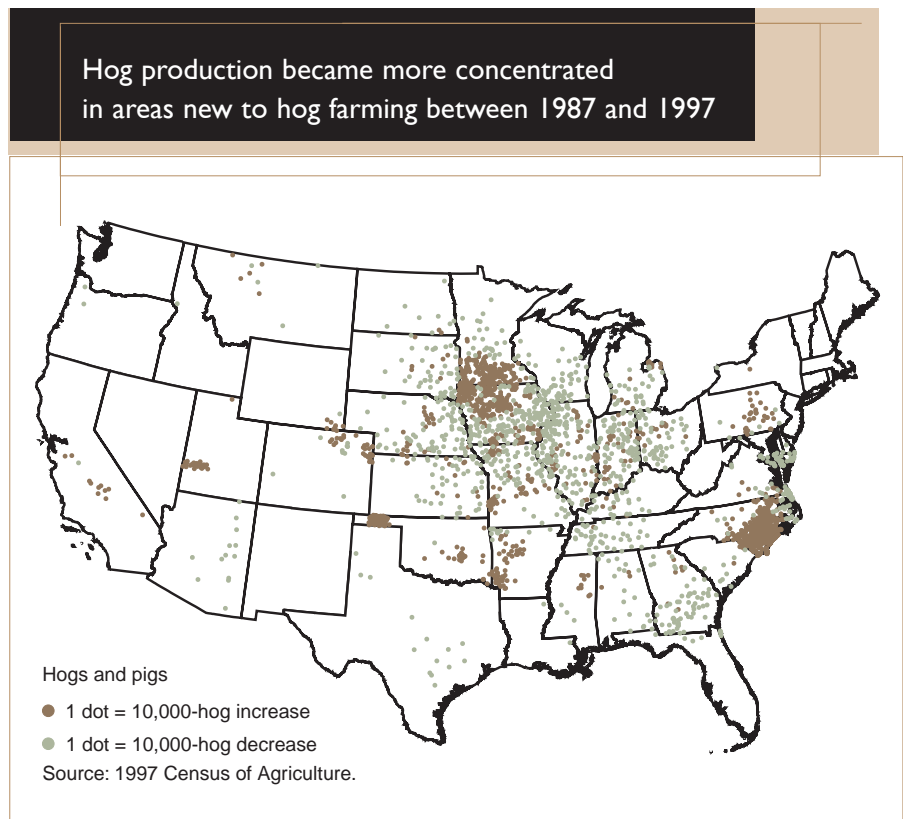 Hog production became more concentrated
in areas new to hog farming between 1987 and 1997
Hogs and pigs
1 dot = 10,000-hog increase
1 dot = 10,000-hog decrease
Source: 1997 Census of Agriculture.